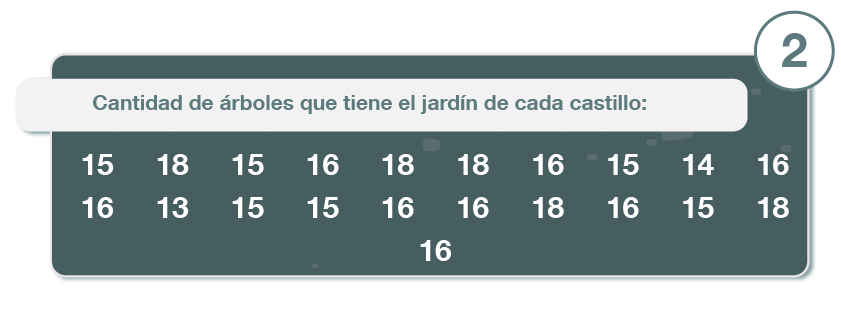 2
Cantidad de árboles que tiene el jardín de cada castillo:
15 18 15 16 18 18 16 15 14 16
16 13 15 15 16 16 18 16 15 18
16